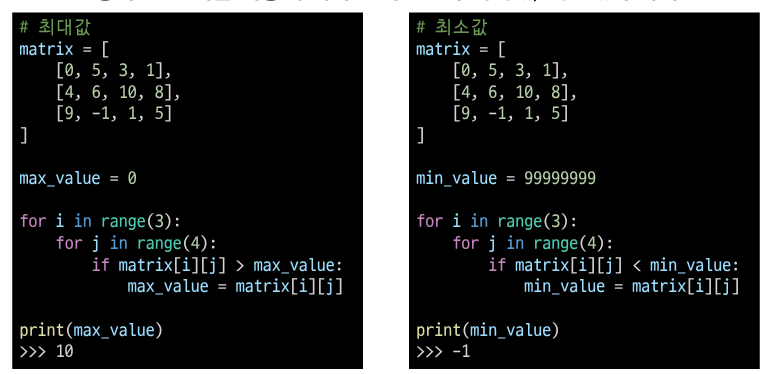 # 최대값
matrix = [
    [0, 5, 3, 1],
    [4, 6, 10, 8],
    [9, -1, 1, 5]
]

max_value = 0

for i in range(3):
    for j in range(4):
        if matrix[i][j] > max_value:
            max_value = matrix[i][j]

print(max_value)
>>> 10

# 최소값
matrix = [
    [0, 5, 3, 1],
    [4, 6, 10, 8],
    [9, -1, 1, 5]
]

min_value = 99999999

for i in range(3):
    for j in range(4):
        if matrix[i][j] < min_value:
            min_value = matrix[i][j]

print(min_value)
>>> -1